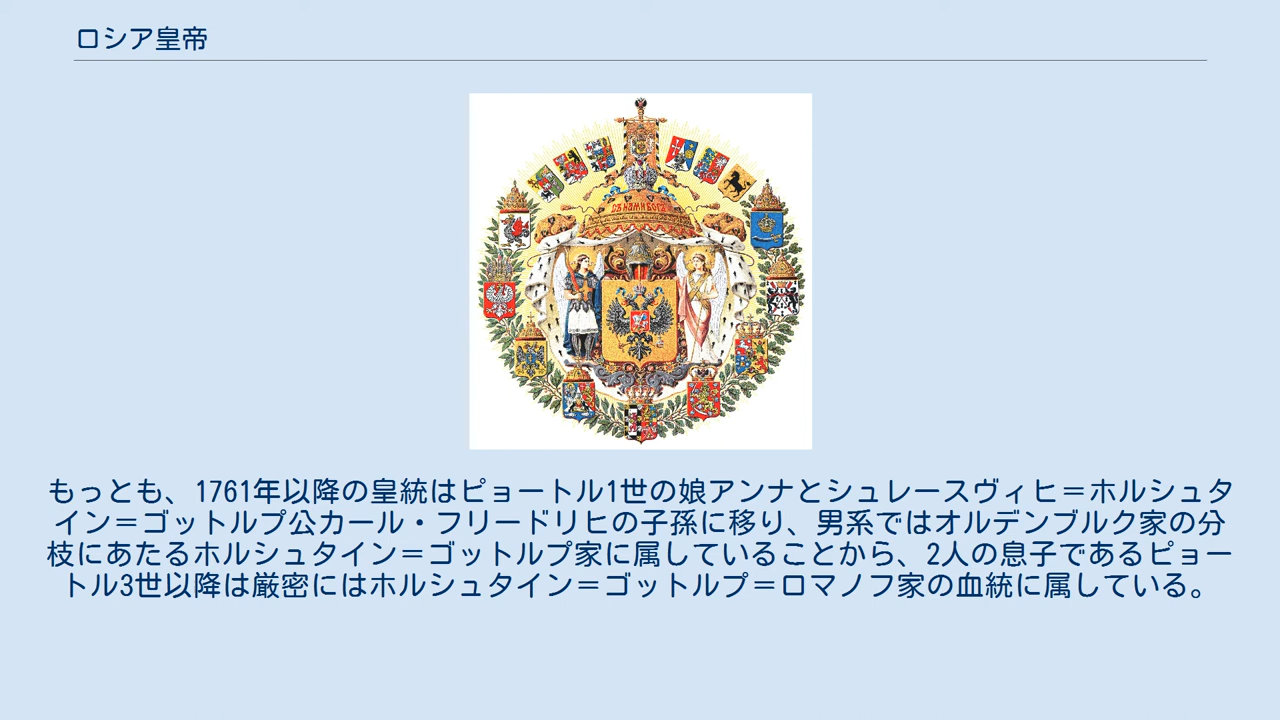 ロシア皇帝
СЪ НАМИ БОГЪ
もっとも、1761年以降の皇統はピョートル1世の娘アンナとシュレースヴィヒ＝ホルシュタ
イン＝ゴットルプ公カール・フリードリヒの子孫に移り、男系ではオルデンブルク家の分
枝にあたるホルシュタイン＝ゴットルプ家に属していることから、2人の息子であるピョー
トル3世以降は厳密にはホルシュタイン＝ゴットルプ＝ロマノフ家の血統に属している。